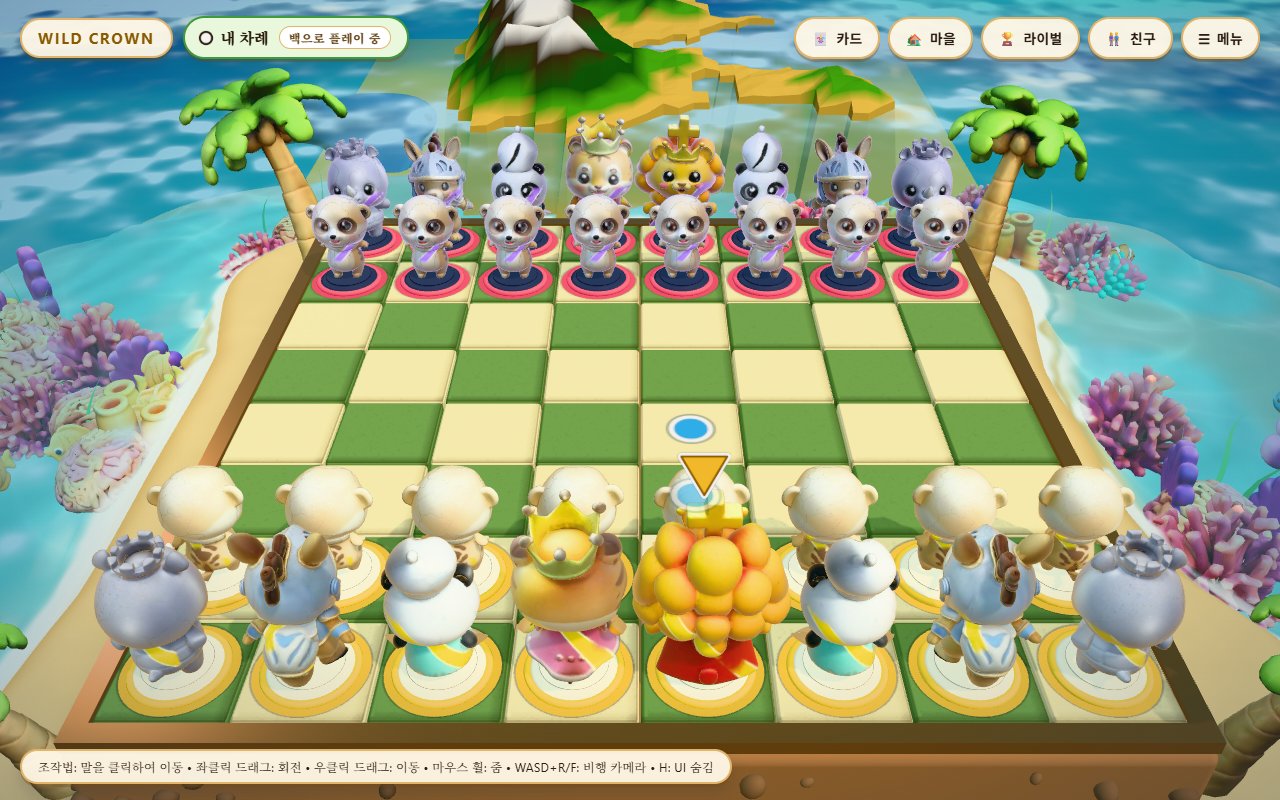 WILD CROWN
내 차례
백으로 플레이 중
카드
마을
라이벌
친구
☰ 메뉴
조작법: 말을 클릭하여 이동 • 좌클릭 드래그: 회전 • 우클릭 드래그: 이동 • 마우스 휠: 줌 • WASD+R/F: 비행 카메라 • H: UI 숨김